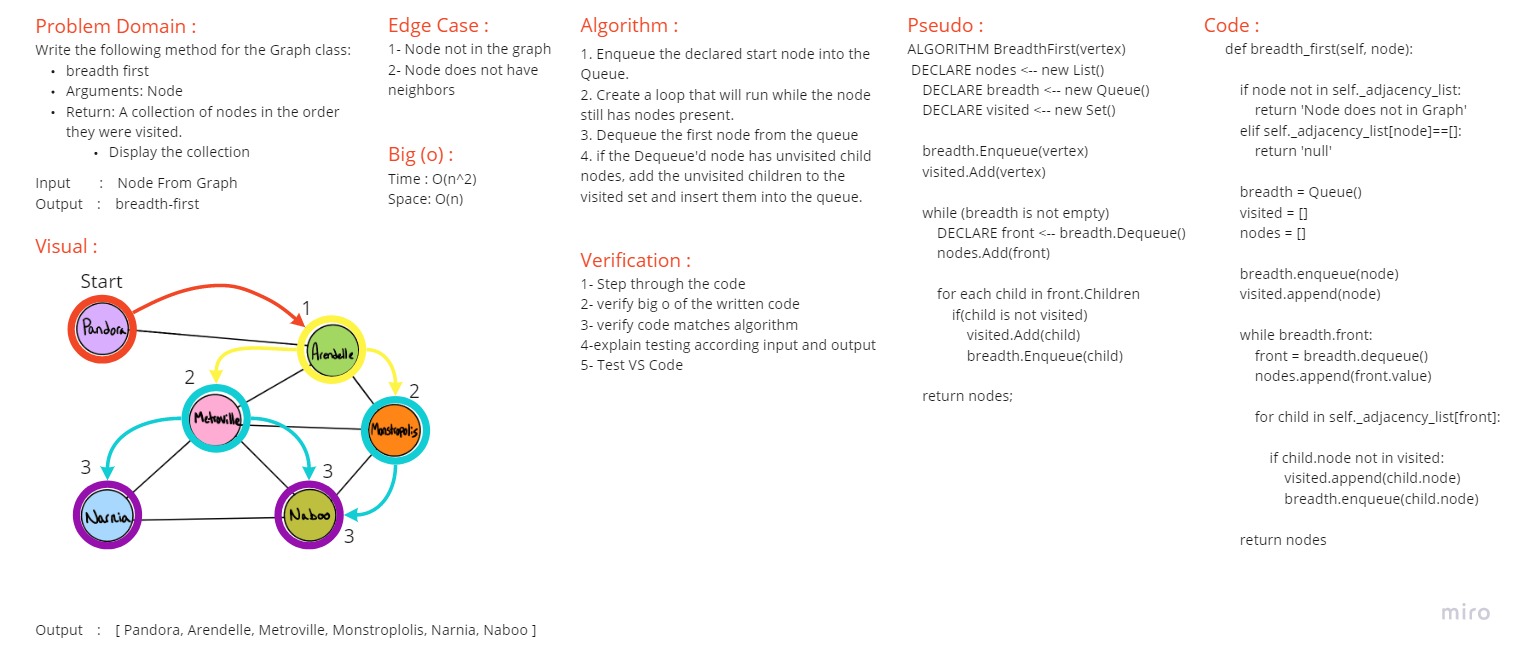 Problem Domain :
Write the following method for the Graph class:
• breadth first
• Arguments: Node
• Return: A collection of nodes in the order
they were visited.
• Display the collection
Input : Node From Graph
Output : breadth-first
Visual :
Start
Pandora
1
Arendelle
2
Metroville
2
Monstropolis
3
Narnia
3
Naboo
3
Output : [ Pandora, Arendelle, Metroville, Monstroplolis, Narnia, Naboo ]
Edge Case :
1- Node not in the graph
2- Node does not have
neighbors
Big (o) :
Time : O(n^2)
Space: O(n)
Algorithm :
1. Enqueue the declared start node into the
Queue.
2. Create a loop that will run while the node
still has nodes present.
3. Dequeue the first node from the queue
4. if the Dequeue'd node has unvisited child
nodes, add the unvisited children to the
visited set and insert them into the queue.
Verification :
1- Step through the code
2- verify big o of the written code
3- verify code matches algorithm
4-explain testing according input and output
5- Test VS Code
Pseudo :
ALGORITHM BreadthFirst(vertex)
DECLARE nodes <-- new List()
DECLARE breadth <-- new Queue()
DECLARE visited <-- new Set()
breadth.Enqueue(vertex)
visited.Add(vertex)
while (breadth is not empty)
DECLARE front <-- breadth.Dequeue()
nodes.Add(front)
for each child in front.Children
if(child is not visited)
visited.Add(child)
breadth.Enqueue(child)
return nodes;
Code :
def breadth_first(self, node):
if node not in self._adjacency_list:
return 'Node does not in Graph'
elif self._adjacency_list[node]==[]:
return 'null'
breadth = Queue()
visited = []
nodes = []
breadth.enqueue(node)
visited.append(node)
while breadth.front:
front = breadth.dequeue()
nodes.append(front.value)
for child in self._adjacency_list[front]:
if child.node not in visited:
visited.append(child.node)
breadth.enqueue(child.node)
return nodes
miro